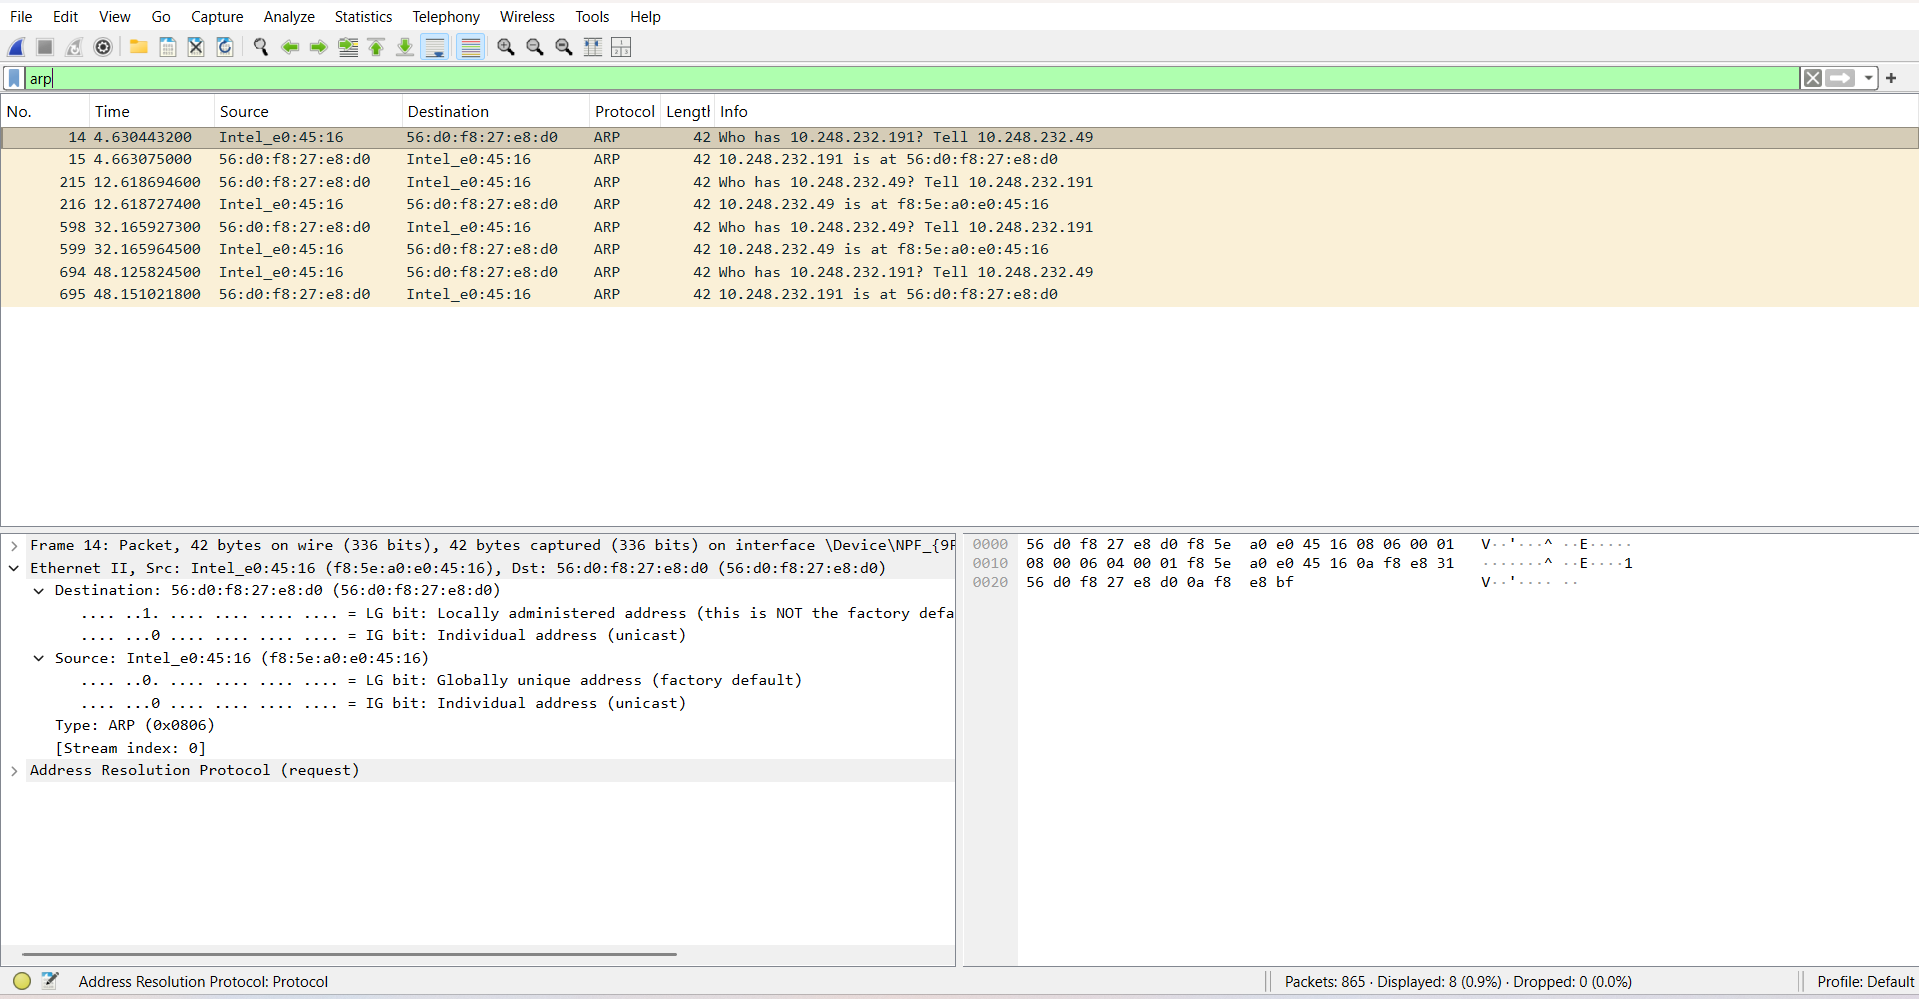 File Edit View Go Capture Analyze Statistics Telephony Wireless Tools Help
arp
No. Time Source Destination Protocol Length Info
14 4.630443200 Intel_e0:45:16 56:d0:f8:27:e8:d0 ARP 42 Who has 10.248.232.191? Tell 10.248.232.49
15 4.663075000 56:d0:f8:27:e8:d0 Intel_e0:45:16 ARP 42 10.248.232.191 is at 56:d0:f8:27:e8:d0
215 12.618694600 56:d0:f8:27:e8:d0 Intel_e0:45:16 ARP 42 Who has 10.248.232.49? Tell 10.248.232.191
216 12.618727400 Intel_e0:45:16 56:d0:f8:27:e8:d0 ARP 42 10.248.232.49 is at f8:5e:a0:e0:45:16
598 32.165927300 56:d0:f8:27:e8:d0 Intel_e0:45:16 ARP 42 Who has 10.248.232.49? Tell 10.248.232.191
599 32.165964500 Intel_e0:45:16 56:d0:f8:27:e8:d0 ARP 42 10.248.232.49 is at f8:5e:a0:e0:45:16
694 48.125824500 Intel_e0:45:16 56:d0:f8:27:e8:d0 ARP 42 Who has 10.248.232.191? Tell 10.248.232.49
695 48.151021800 56:d0:f8:27:e8:d0 Intel_e0:45:16 ARP 42 10.248.232.191 is at 56:d0:f8:27:e8:d0
Frame 14: Packet, 42 bytes on wire (336 bits), 42 bytes captured (336 bits) on interface \Device\NPF_{9F
Ethernet II, Src: Intel_e0:45:16 (f8:5e:a0:e0:45:16), Dst: 56:d0:f8:27:e8:d0 (56:d0:f8:27:e8:d0)
Destination: 56:d0:f8:27:e8:d0 (56:d0:f8:27:e8:d0)
.... ..1. .... .... .... .... = LG bit: Locally administered address (this is NOT the factory defa
.... ...0 .... .... .... .... = IG bit: Individual address (unicast)
Source: Intel_e0:45:16 (f8:5e:a0:e0:45:16)
.... ..0. .... .... .... .... = LG bit: Globally unique address (factory default)
.... ...0 .... .... .... .... = IG bit: Individual address (unicast)
Type: ARP (0x0806)
[Stream index: 0]
Address Resolution Protocol (request)
0000 56 d0 f8 27 e8 d0 f8 5e a0 e0 45 16 08 06 00 01 V··'···^ ··E·····
0010 08 00 06 04 00 01 f8 5e a0 e0 45 16 0a f8 e8 31 ·······^ ··E····1
0020 56 d0 f8 27 e8 d0 0a f8 e8 bf V··'···· ··
Address Resolution Protocol: Protocol
Packets: 865 · Displayed: 8 (0.9%) · Dropped: 0 (0.0%)
Profile: Default